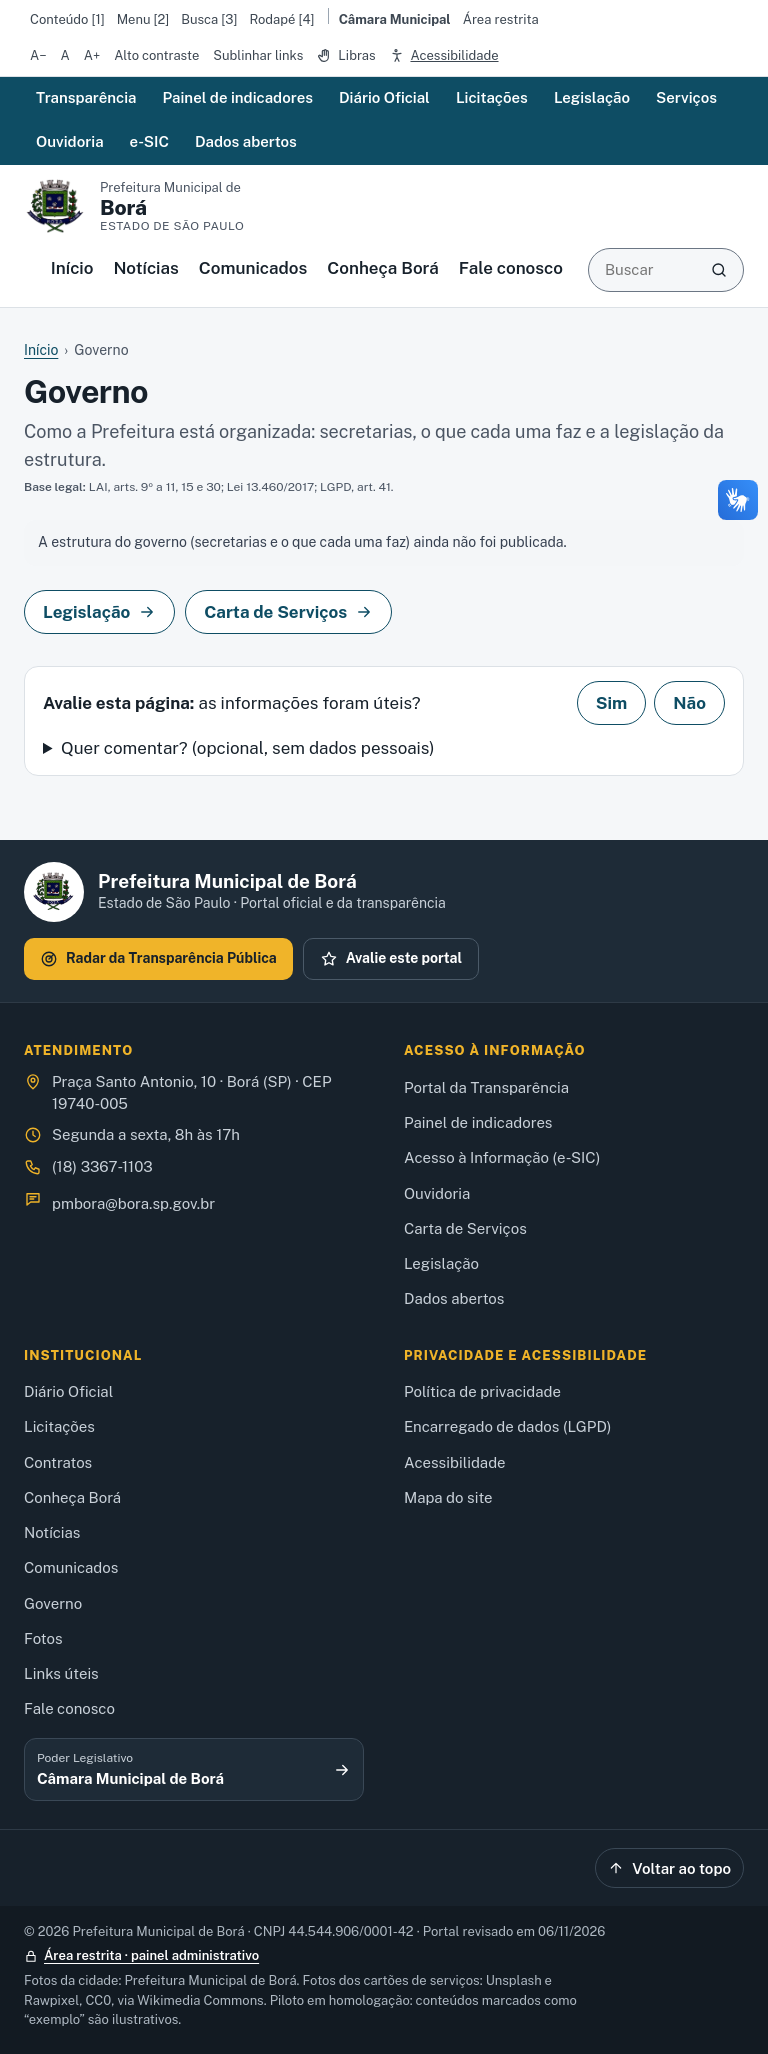 Conteúdo [1] Menu [2] Busca [3] Rodapé [4] Câmara Municipal Área restrita
A− A A+ Alto contraste Sublinhar links Libras Acessibilidade
Transparência Painel de indicadores Diário Oficial Licitações Legislação Serviços
Ouvidoria e-SIC Dados abertos
Prefeitura Municipal de
Borá
ESTADO DE SÃO PAULO
Início Notícias Comunicados Conheça Borá Fale conosco Buscar
Início › Governo
Governo
Como a Prefeitura está organizada: secretarias, o que cada uma faz e a legislação da
estrutura.
Base legal: LAI, arts. 9º a 11, 15 e 30; Lei 13.460/2017; LGPD, art. 41.
A estrutura do governo (secretarias e o que cada uma faz) ainda não foi publicada.
Legislação → Carta de Serviços →
Avalie esta página: as informações foram úteis? Sim Não
Quer comentar? (opcional, sem dados pessoais)
Prefeitura Municipal de Borá
Estado de São Paulo · Portal oficial e da transparência
Radar da Transparência Pública Avalie este portal
ATENDIMENTO
Praça Santo Antonio, 10 · Borá (SP) · CEP
19740-005
Segunda a sexta, 8h às 17h
(18) 3367-1103
pmbora@bora.sp.gov.br
ACESSO À INFORMAÇÃO
Portal da Transparência
Painel de indicadores
Acesso à Informação (e-SIC)
Ouvidoria
Carta de Serviços
Legislação
Dados abertos
INSTITUCIONAL
Diário Oficial
Licitações
Contratos
Conheça Borá
Notícias
Comunicados
Governo
Fotos
Links úteis
Fale conosco
Poder Legislativo
Câmara Municipal de Borá →
PRIVACIDADE E ACESSIBILIDADE
Política de privacidade
Encarregado de dados (LGPD)
Acessibilidade
Mapa do site
↑ Voltar ao topo
© 2026 Prefeitura Municipal de Borá · CNPJ 44.544.906/0001-42 · Portal revisado em 06/11/2026
Área restrita · painel administrativo
Fotos da cidade: Prefeitura Municipal de Borá. Fotos dos cartões de serviços: Unsplash e
Rawpixel, CC0, via Wikimedia Commons. Piloto em homologação: conteúdos marcados como
“exemplo” são ilustrativos.